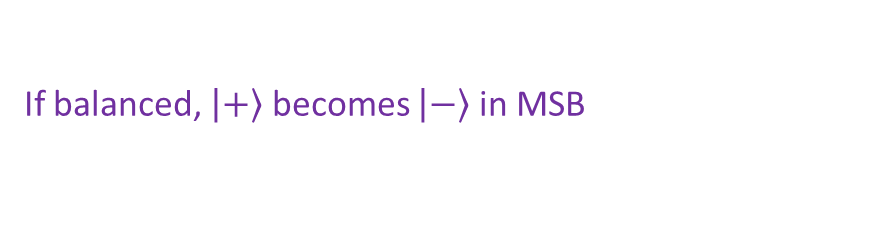 If balanced, |+⟩ becomes |−⟩ in MSB